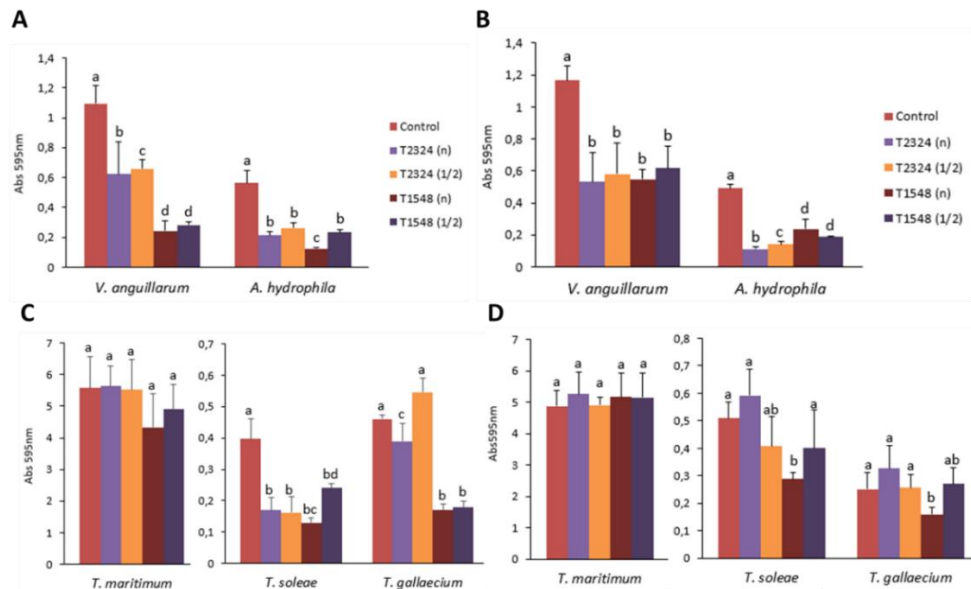 A
B
1,4
1,2
1
0,8
0,6
0,4
0,2
0
Abs 595nm
a
b
c
d
d
a
b
b
c
b
V. anguillarum
A. hydrophila
Control
T2324 (n)
T2324 (1/2)
T1548 (n)
T1548 (1/2)
1,4
1,2
1
0,8
0,6
0,4
0,2
0
Abs 595nm
a
b
b
b
b
a
b
c
d
d
V. anguillarum
A. hydrophila
Control
T2324 (n)
T2324 (1/2)
T1548 (n)
T1548 (1/2)
C
D
7
6
5
4
3
2
1
0
Abs 595nm
a
a
a
a
a
T. maritimum
0,7
0,6
0,5
0,4
0,3
0,2
0,1
0
a
b
b
bc
bd
a
c
a
b
b
T. soleae
T. gallaecium
7
6
5
4
3
2
1
0
Abs595nm
a
a
a
a
a
T. maritimum
0,8
0,7
0,6
0,5
0,4
0,3
0,2
0,1
0
a
a
ab
b
a
a
a
a
b
ab
T. soleae
T. gallaecium